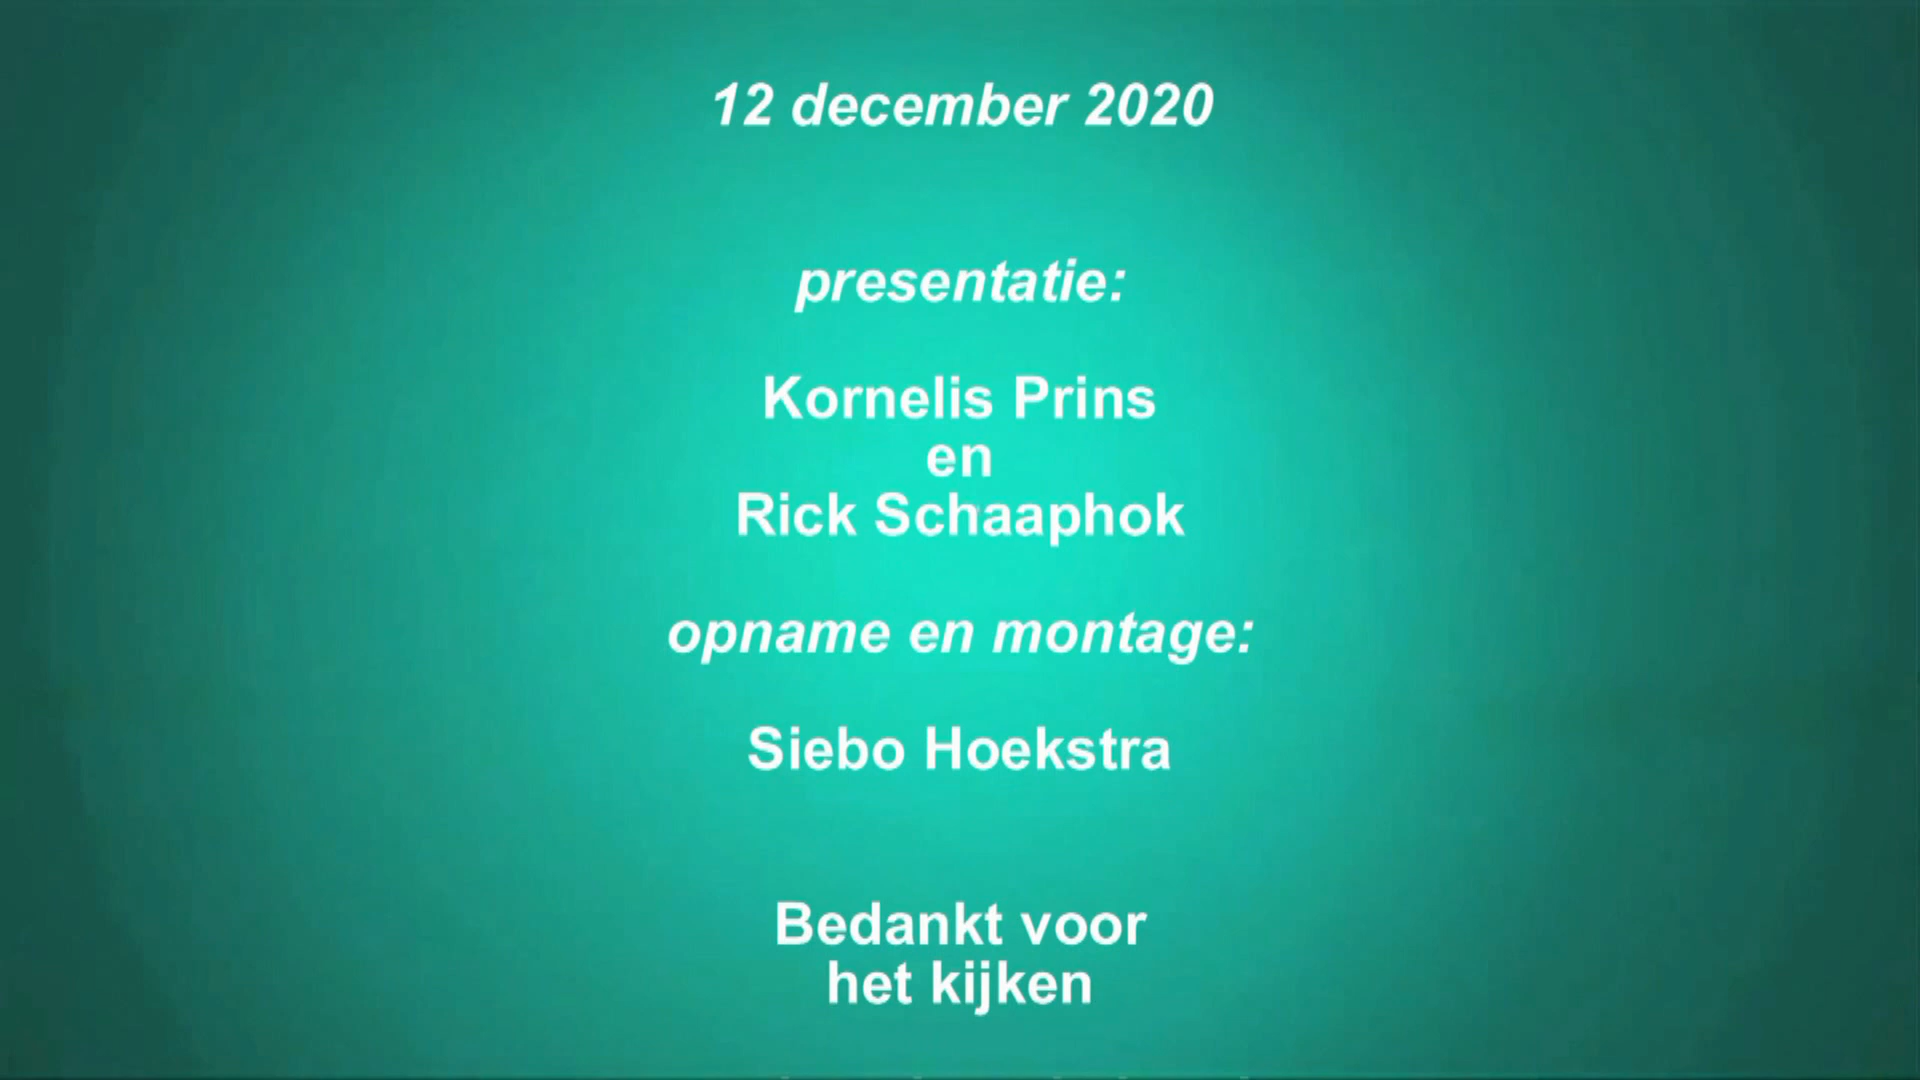 12 december 2020
presentatie:
Kornelis Prins
en
Rick Schaaphok
opname en montage:
Siebo Hoekstra
Bedankt voor
het kijken